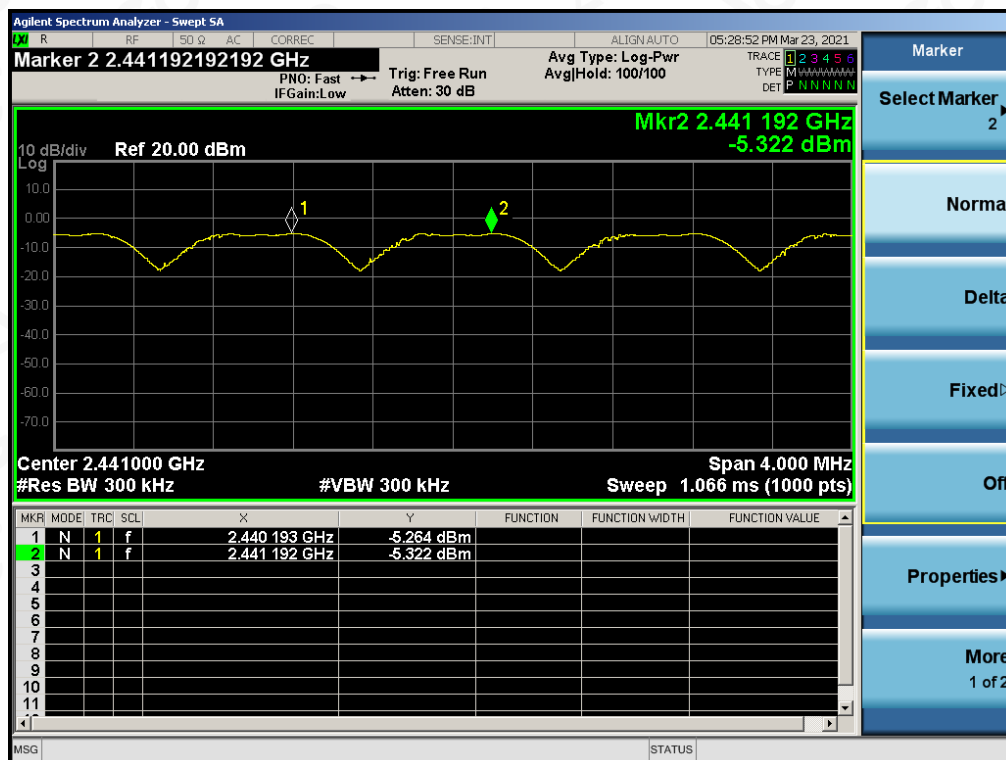 Agilent Spectrum Analyzer - Swept SA
LXI R RF 50 Ω AC CORREC SENSE:INT ALIGN AUTO 05:28:52 PM Mar 23, 2021
Marker 2 2.441192192192 GHz
PNO: Fast
IFGain:Low
Trig: Free Run
Atten: 30 dB
Avg Type: Log-Pwr
Avg|Hold: 100/100
TRACE 1 2 3 4 5 6
TYPE M
DET P N N N N N
Mkr2 2.441 192 GHz
-5.322 dBm
10 dB/div Ref 20.00 dBm
Log
10.0
0.00
-10.0
-20.0
-30.0
-40.0
-50.0
-60.0
-70.0
1
2
Center 2.441000 GHz Span 4.000 MHz
#Res BW 300 kHz #VBW 300 kHz Sweep 1.066 ms (1000 pts)
MKR MODE TRC SCL X Y FUNCTION FUNCTION WIDTH FUNCTION VALUE
1 N 1 f 2.440 193 GHz -5.264 dBm
2 N 1 f 2.441 192 GHz -5.322 dBm
3
4
5
6
7
8
9
10
11
MSG STATUS
Marker
Select Marker
2
Norma
Delta
Fixed
Off
Properties
More
1 of 2